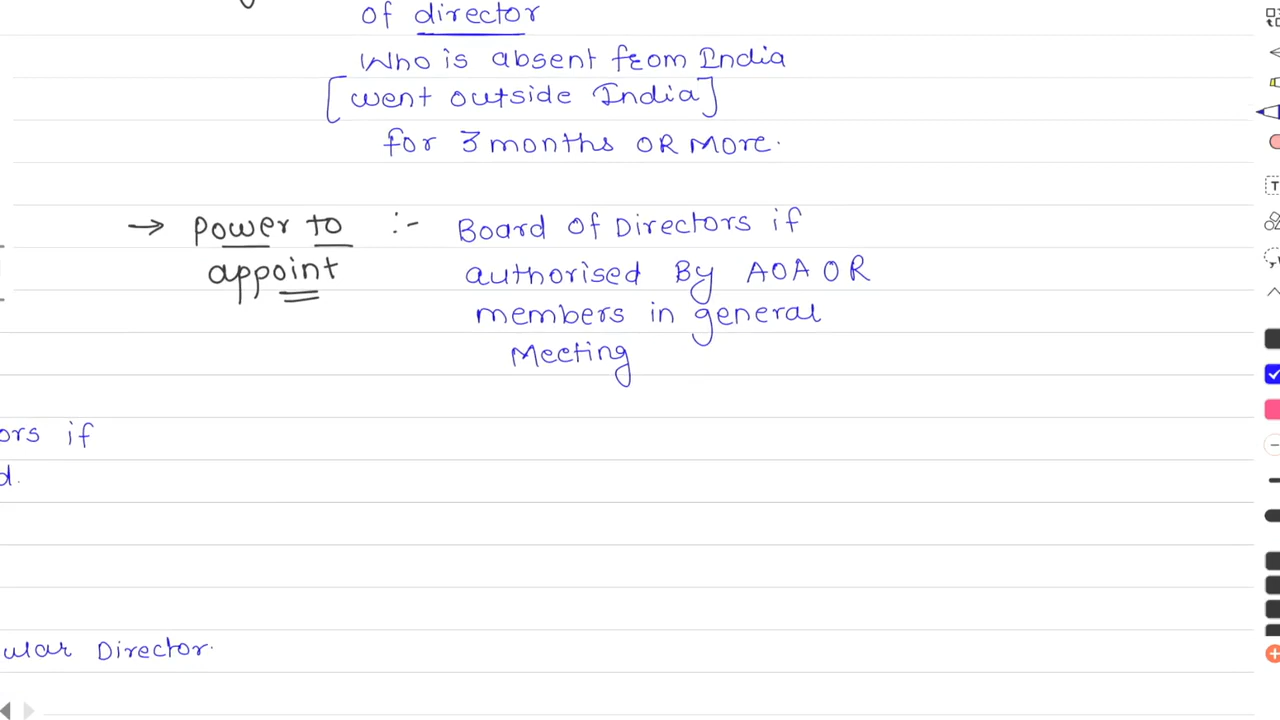 of director
Who is absent from India
[went outside India]
for 3 months OR More.
→ power to :- Board of Directors if
appoint authorised By AOA OR
members in general
Meeting
ors if
d.
ular Director.